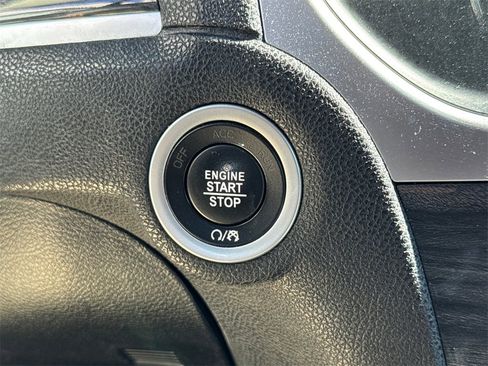 OFF ACC
ENGINE
START
STOP